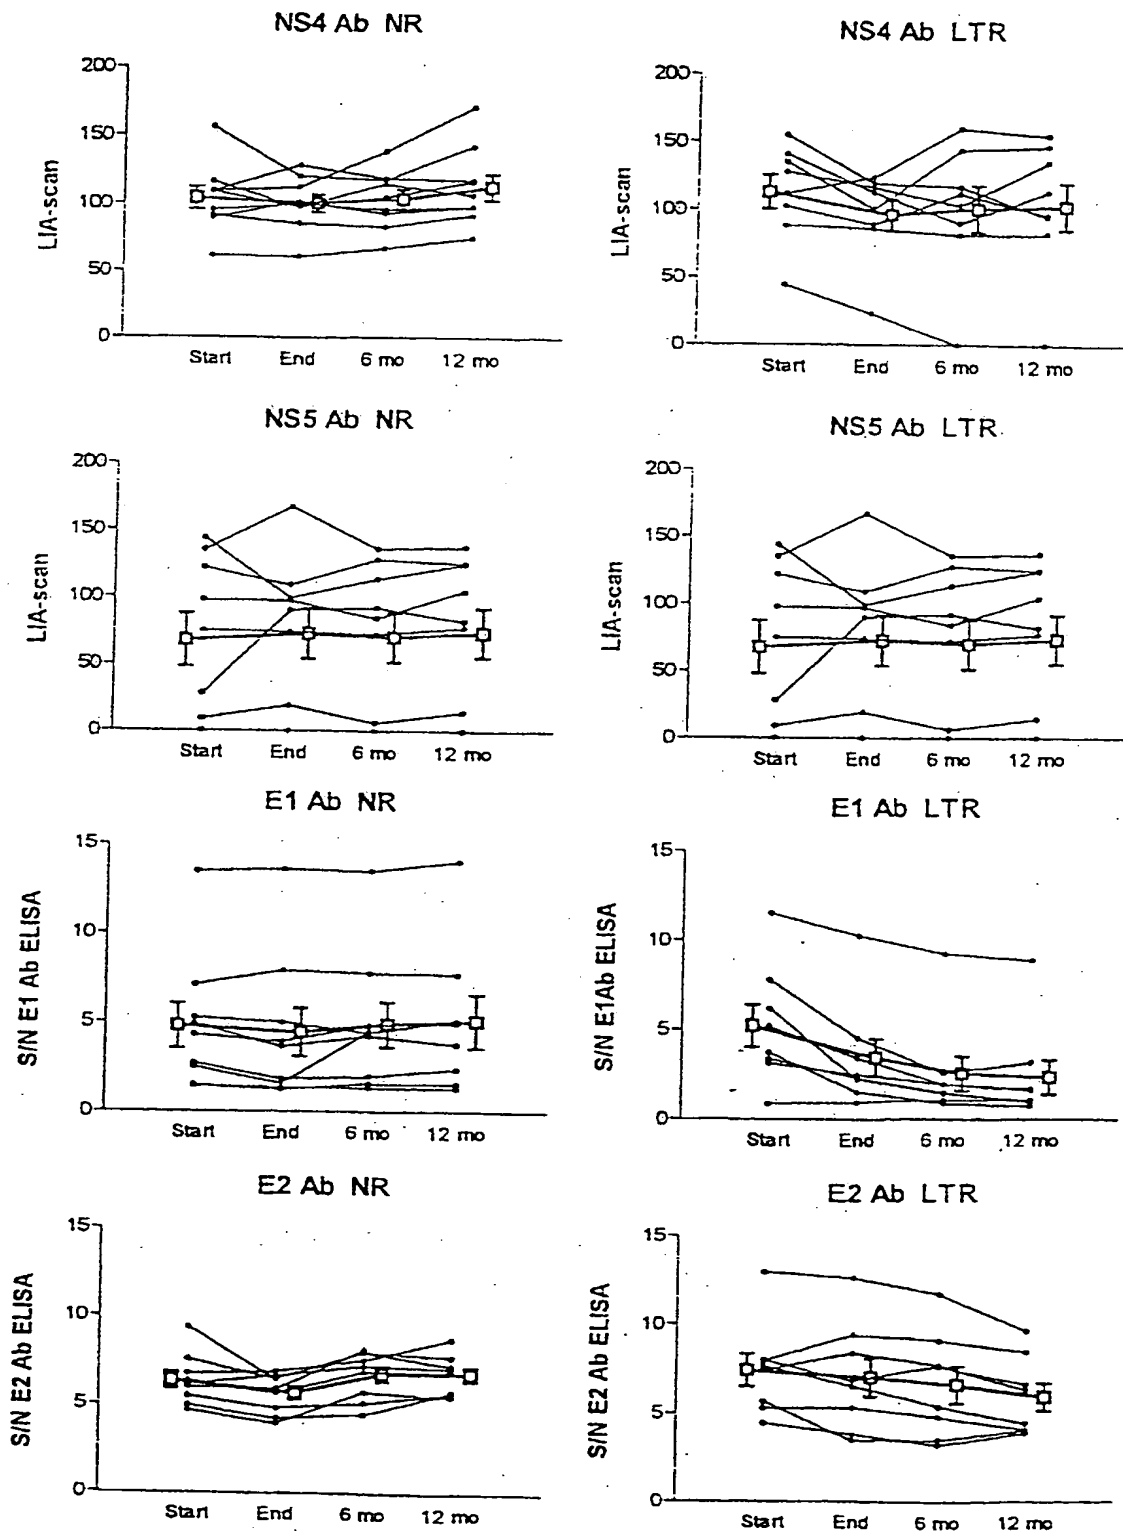 NS4 Ab NR
200
150
100
50
0
LIA-scan
Start End 6 mo 12 mo
NS4 Ab LTR
200
150
100
50
0
LIA-scan
Start End 6 mo 12 mo
NS5 Ab NR
200
150
100
50
0
LIA-scan
Start End 6 mo 12 mo
NS5 Ab LTR
200
150
100
50
0
LIA-scan
Start End 6 mo 12 mo
E1 Ab NR
15
10
5
0
S/N E1 Ab ELISA
Start End 6 mo 12 mo
E1 Ab LTR
15
10
5
0
S/N E1Ab ELISA
Start End 6 mo 12 mo
E2 Ab NR
15
10
5
0
S/N E2 Ab ELISA
Start End 6 mo 12 mo
E2 Ab LTR
15
10
5
0
S/N E2 Ab ELISA
Start End 6 mo 12 mo